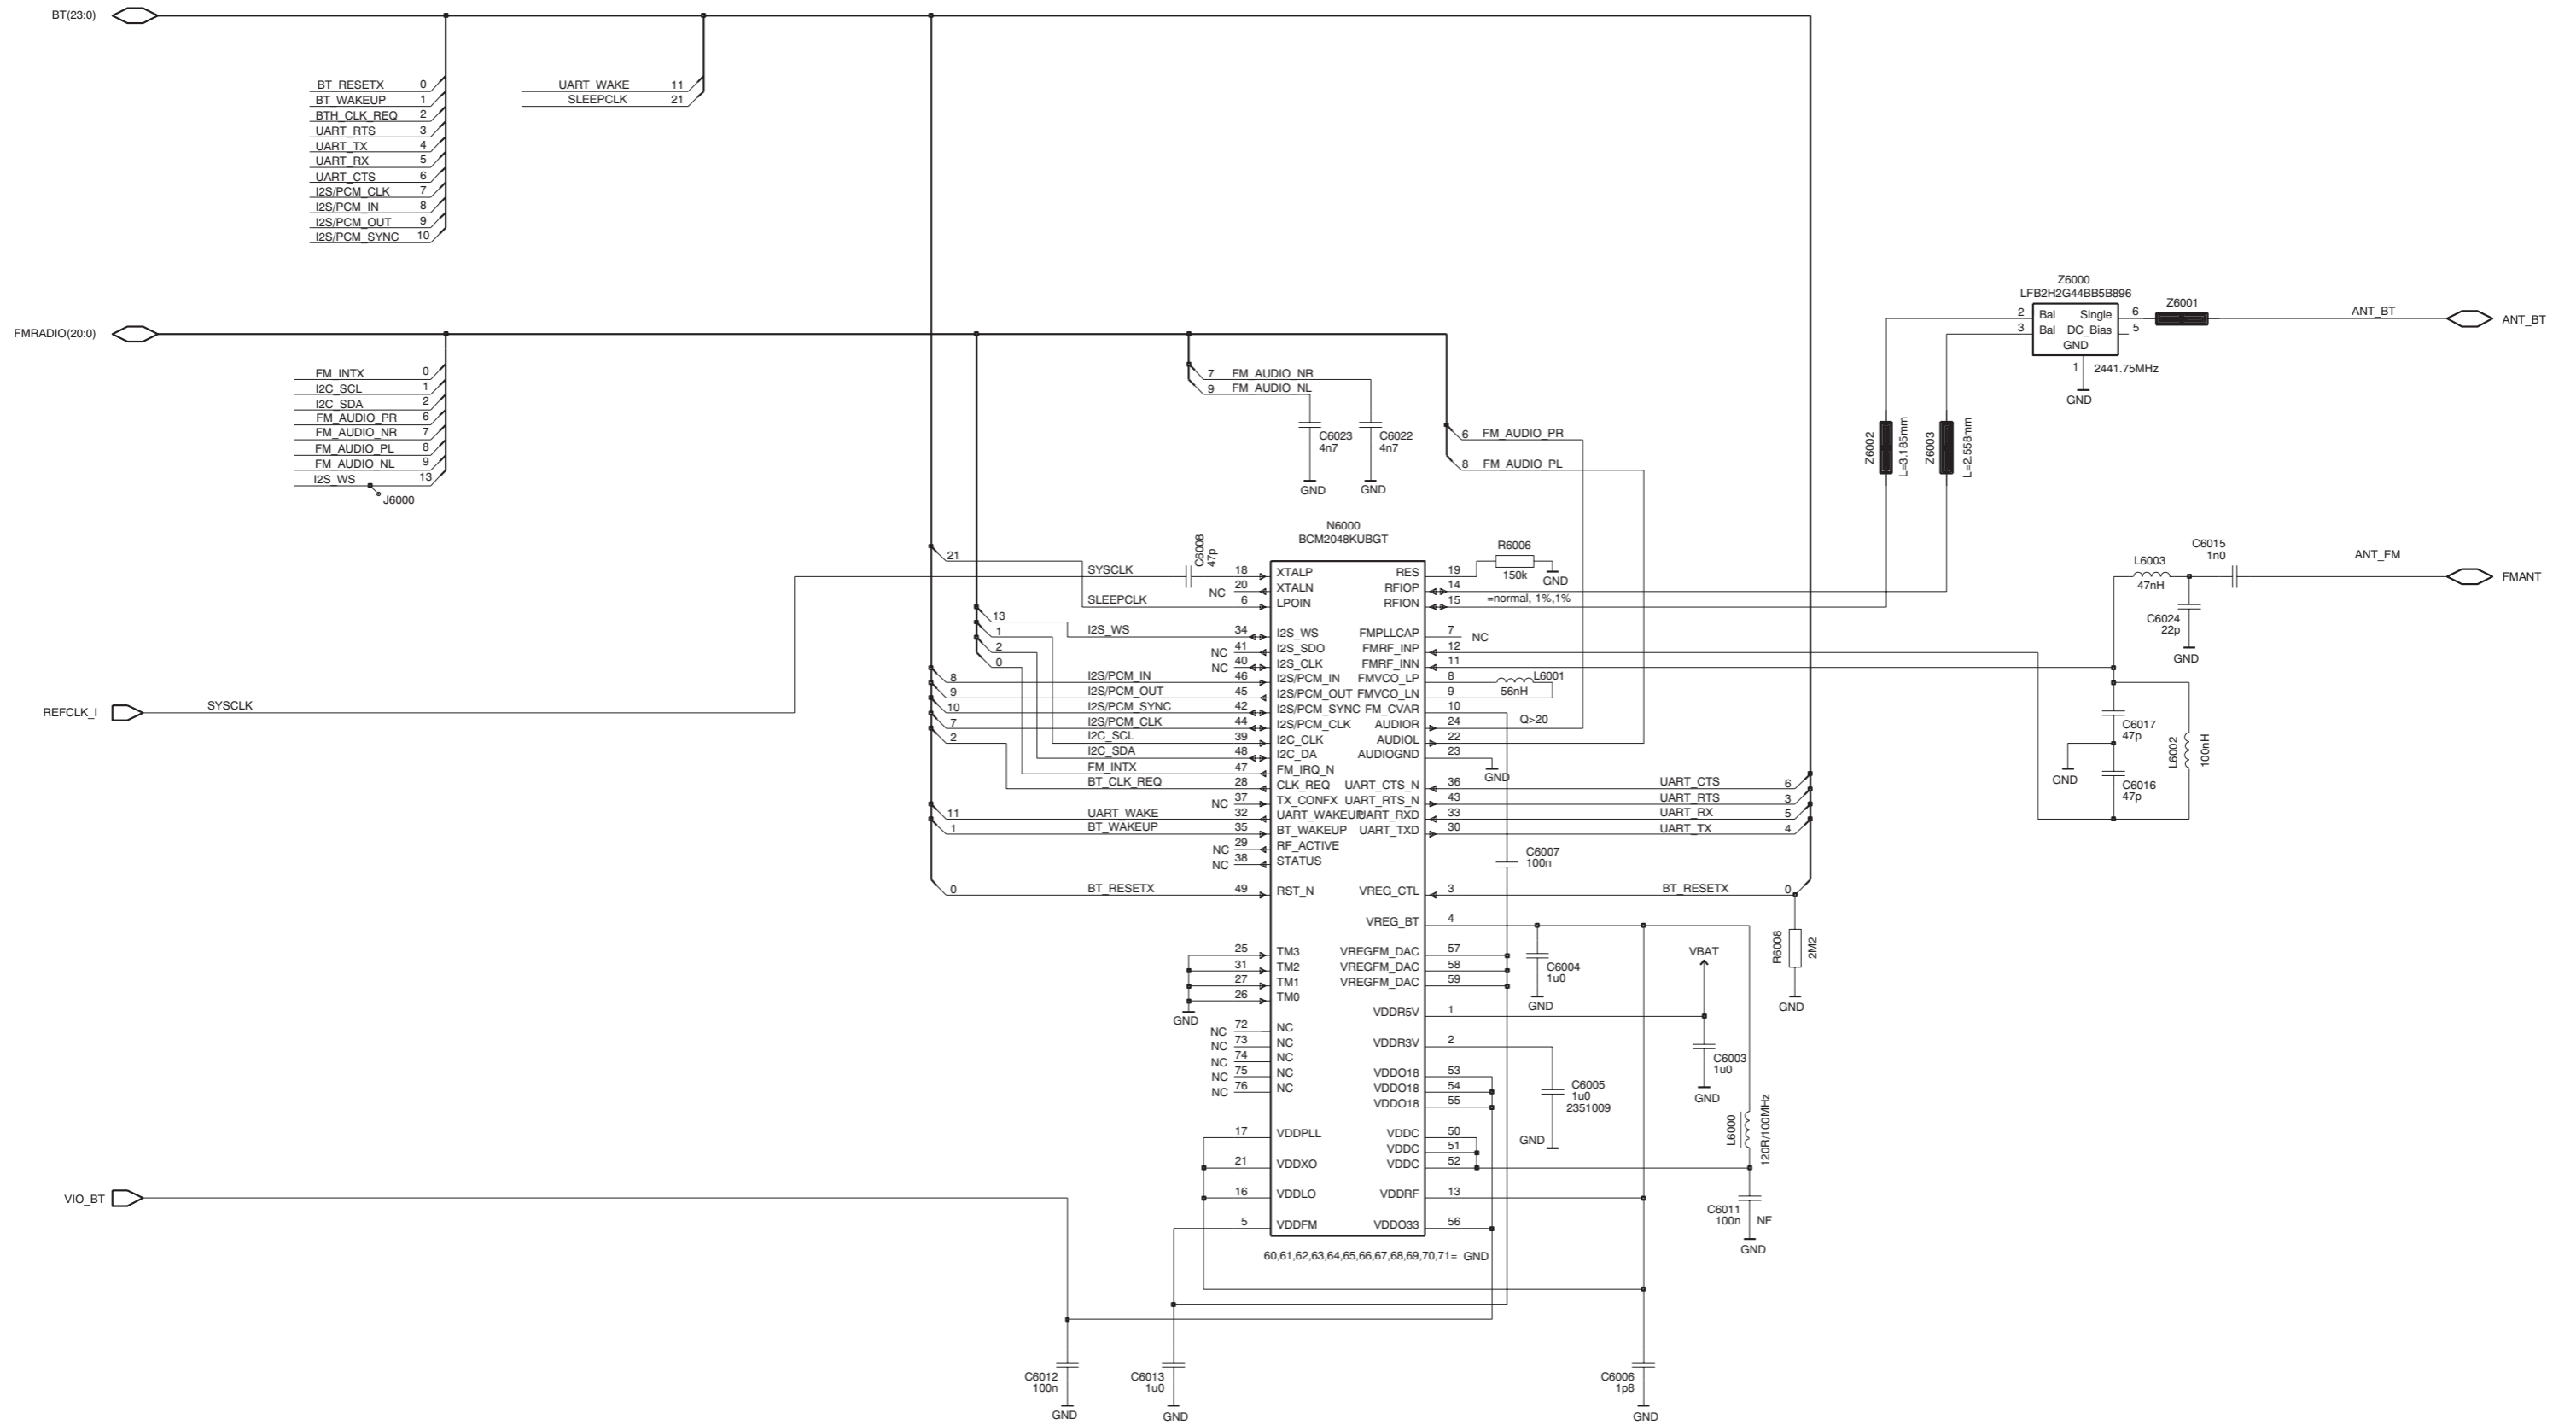 BT(23:0)
BT_RESETX 0
BT_WAKEUP 1
BTH_CLK_REQ 2
UART_RTS 3
UART_TX 4
UART_RX 5
UART_CTS 6
I2S/PCM_CLK 7
I2S/PCM_IN 8
I2S/PCM_OUT 9
I2S/PCM_SYNC 10
UART_WAKE 11
SLEEPCLK 21
FMRADIO(20:0)
FM_INTX 0
I2C_SCL 1
I2C_SDA 2
FM_AUDIO_PR 6
FM_AUDIO_NR 7
FM_AUDIO_PL 8
FM_AUDIO_NL 9
I2S_WS 13
J6000
7 FM_AUDIO_NR
9 FM_AUDIO_NL
C6023
4n7
GND
C6022
4n7
GND
6 FM_AUDIO_PR
8 FM_AUDIO_PL
Z6000
LFB2H2G44BB5B896
2 Bal Single 6
3 Bal DC_Bias 5
GND
1 2441.75MHz
GND
Z6001
ANT_BT
ANT_BT
Z6002
L=3.185mm
Z6003
L=2.558mm
N6000
BCM2048KUBGT
C6008
47p
21
SYSCLK 18 XTALP
NC 20 XTALN
SLEEPCLK 6 LPOIN
13 I2S_WS 34 I2S_WS
1
2
0
NC 41 I2S_SDO
NC 40 I2S_CLK
8 I2S/PCM_IN 46 I2S/PCM_IN
9 I2S/PCM_OUT 45 I2S/PCM_OUT
10 I2S/PCM_SYNC 42 I2S/PCM_SYNC
7 I2S/PCM_CLK 44 I2S/PCM_CLK
2
I2C_SCL 39 I2C_CLK
I2C_SDA 48 I2C_DA
FM_INTX 47 FM_IRQ_N
BT_CLK_REQ 28 CLK_REQ
NC 37 TX_CONFX
11 UART_WAKE 32 UART_WAKEUP
1 BT_WAKEUP 35 BT_WAKEUP
NC 29 RF_ACTIVE
NC 38 STATUS
0 BT_RESETX 49 RST_N
25 TM3
31 TM2
27 TM1
26 TM0
GND
NC 72 NC
NC 73 NC
NC 74 NC
NC 75 NC
NC 76 NC
17 VDDPLL
21 VDDXO
16 VDDLO
5 VDDFM
REFCLK_I SYSCLK
VIO_BT
RES 19
R6006
150k
GND
RFIOP 14
RFION 15 =normal,-1%,1%
FMPLLCAP 7 NC
FMRF_INP 12
FMRF_INN 11
FMVCO_LP 8 L6001
FMVCO_LN 9 56nH
FM_CVAR 10
AUDIOR 24 Q>20
AUDIOL 22
AUDIOGND 23
GND
UART_CTS_N 36 UART_CTS 6
UART_RTS_N 43 UART_RTS 3
UART_RXD 33 UART_RX 5
UART_TXD 30 UART_TX 4
C6007
100n
VREG_CTL 3 BT_RESETX 0
VREG_BT 4
VREGFM_DAC 57
VREGFM_DAC 58
VREGFM_DAC 59
VDDR5V 1
VDDR3V 2
VDDO18 53
VDDO18 54
VDDO18 55
VDDC 50
VDDC 51
VDDC 52
VDDRF 13
VDDO33 56
60,61,62,63,64,65,66,67,68,69,70,71= GND
C6004
1u0
GND
VBAT
C6003
1u0
GND
R6008
2M2
GND
C6005
1u0
2351009
GND
L6000
120R/100MHz
C6011
100n NF
GND
L6003
47nH
C6015
1n0
ANT_FM
FMANT
C6024
22p
GND
C6017
47p
GND
C6016
47p
L6002
100nH
C6012
100n
GND
C6013
1u0
GND
C6006
1p8
GND